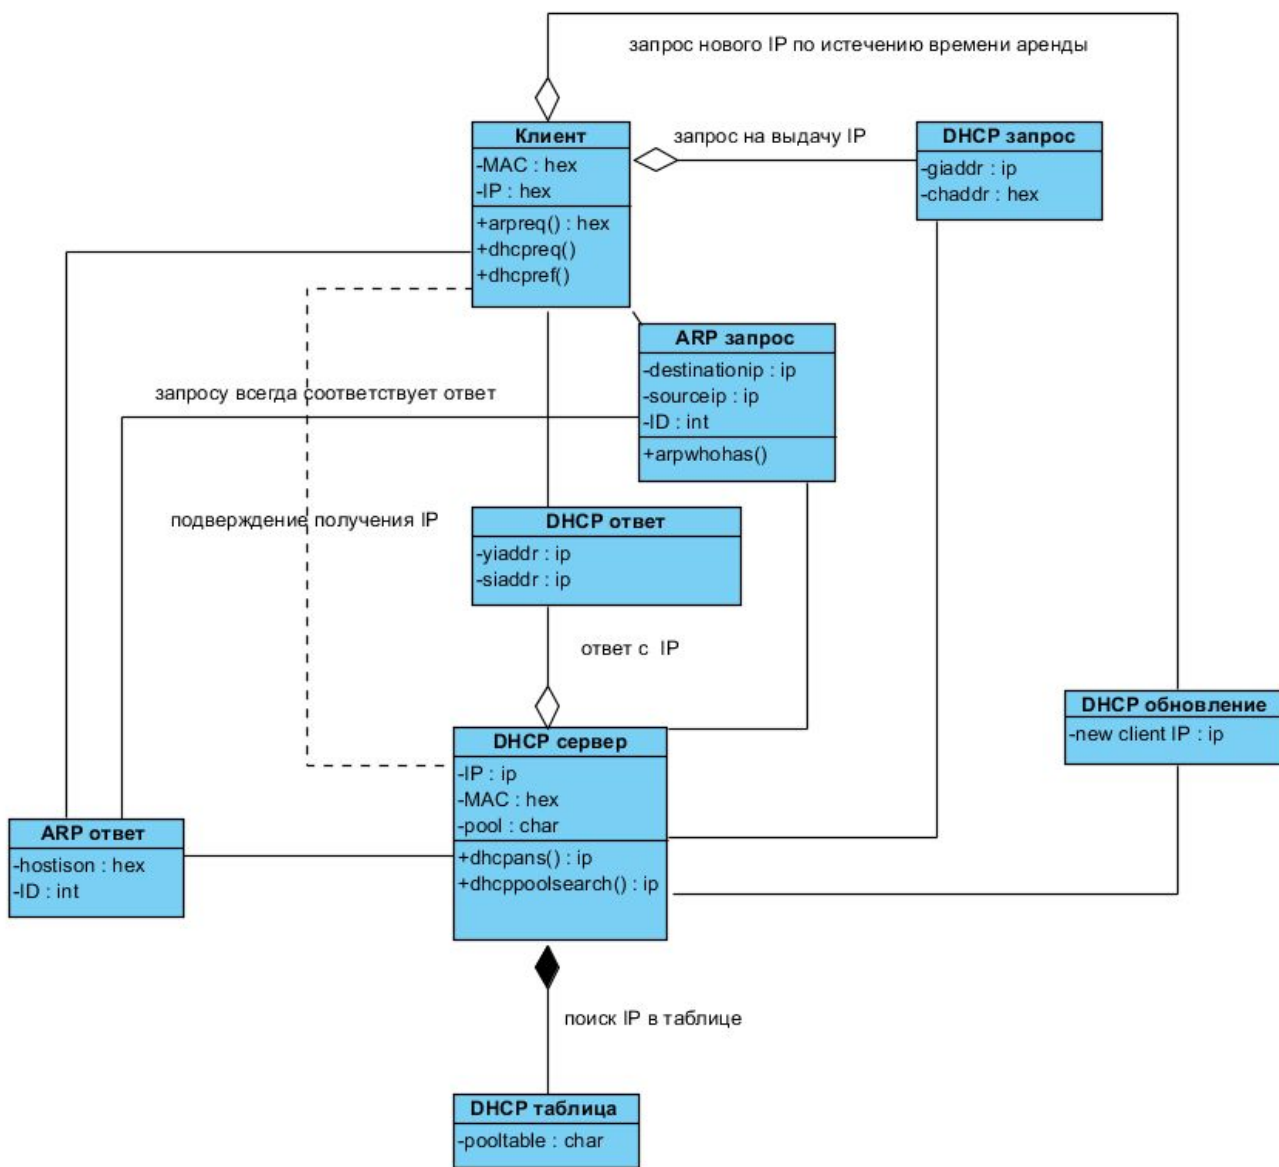 запрос нового IP по истечению времени аренды
Клиент
-MAC : hex
-IP : hex
+arpreq() : hex
+dhcpreq()
+dhcpref()
запрос на выдачу IP
DHCP запрос
-giaddr : ip
-chaddr : hex
ARP запрос
-destinationip : ip
-sourceip : ip
-ID : int
+arpwhohas()
запросу всегда соответствует ответ
подверждение получения IP
DHCP ответ
-yiaddr : ip
-siaddr : ip
ответ с IP
DHCP обновление
-new client IP : ip
DHCP сервер
-IP : ip
-MAC : hex
-pool : char
+dhcpans() : ip
+dhcppoolsearch() : ip
ARP ответ
-hostison : hex
-ID : int
поиск IP в таблице
DHCP таблица
-pooltable : char